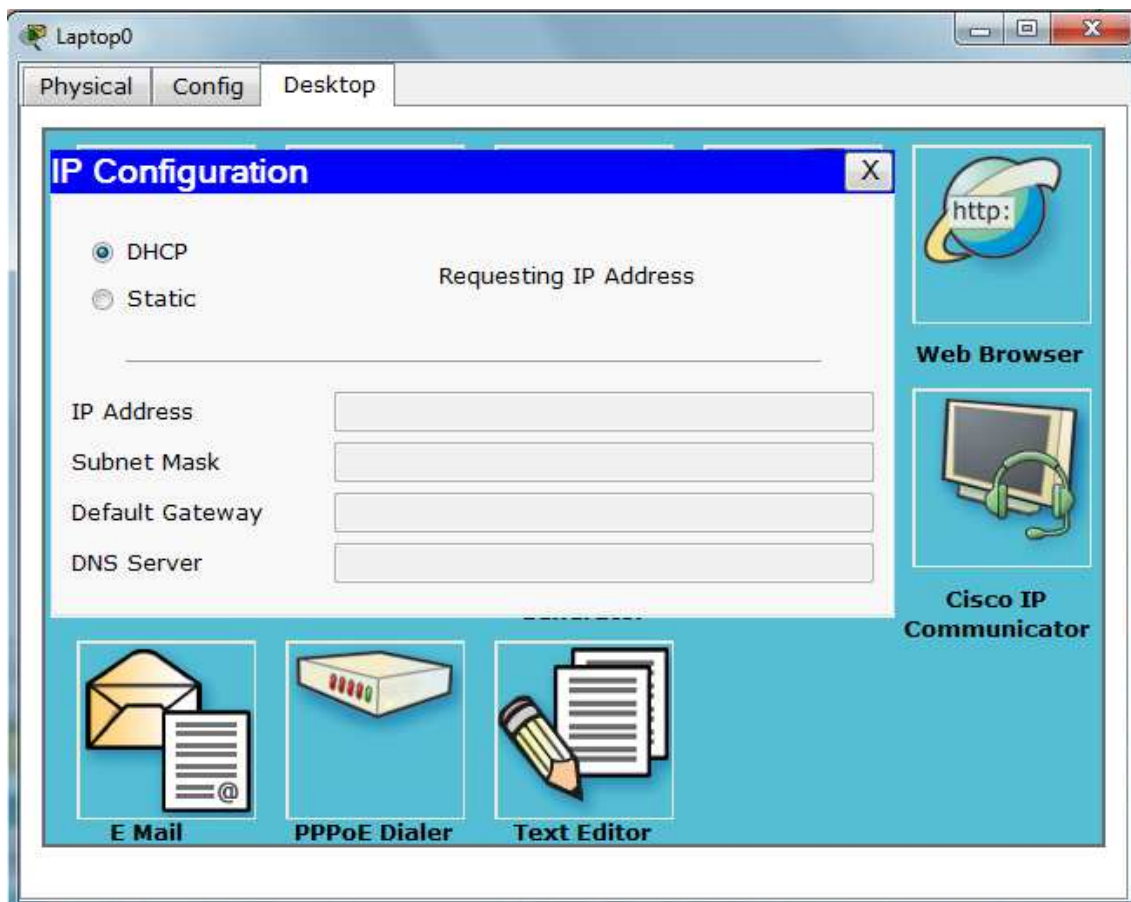 Laptop0
Physical Config Desktop
IP Configuration X
DHCP
Requesting IP Address
Static
IP Address
Subnet Mask
Default Gateway
DNS Server
http:
Web Browser
Cisco IP
Communicator
@
E Mail
PPPoE Dialer
Text Editor